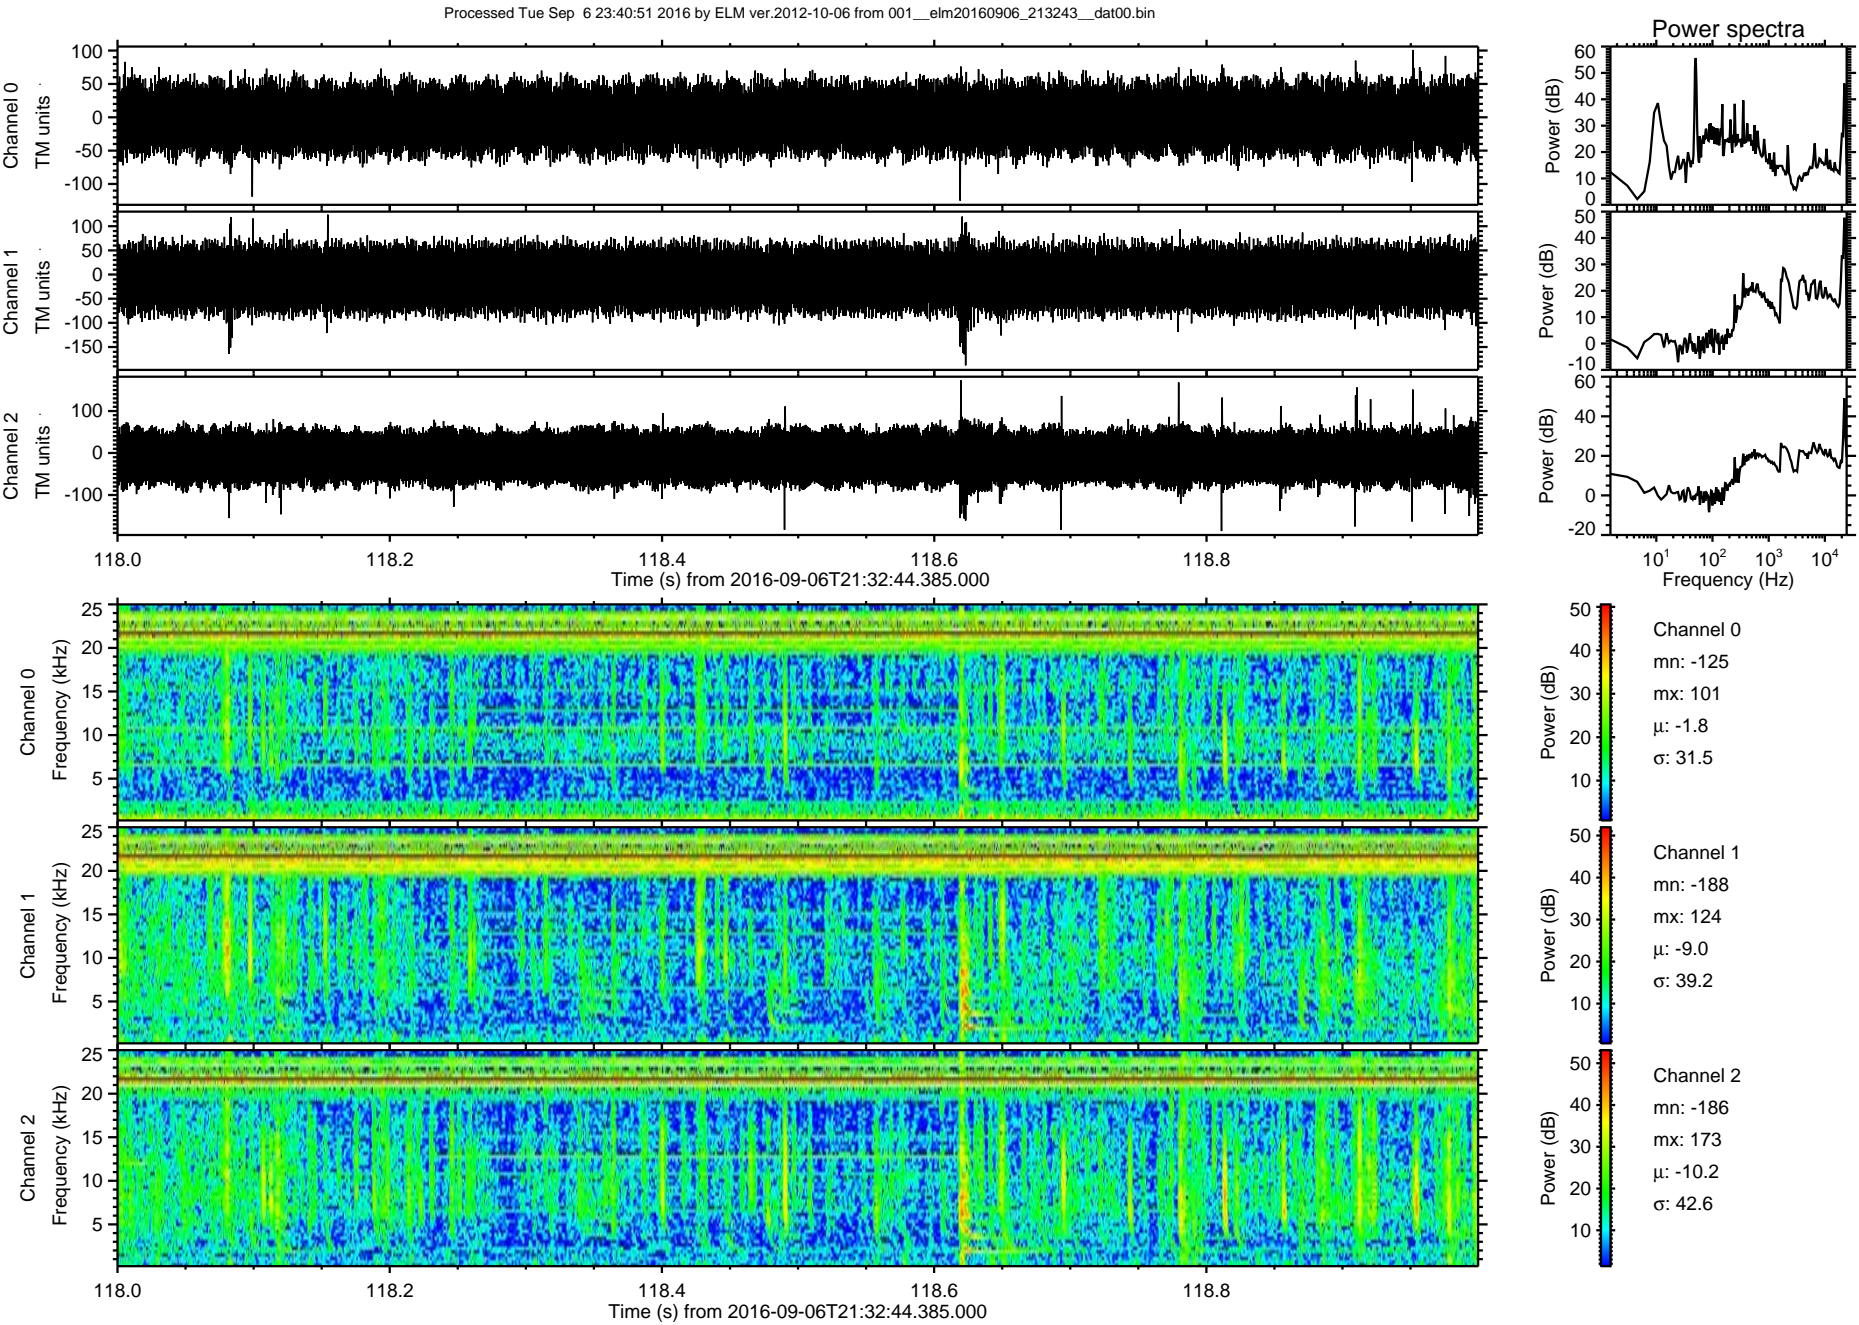 Processed Tue Sep  6 23:40:51 2016 by ELM ver.2012-10-06 from 001__elm20160906_213243__dat00.bin
Power spectra
Channel 0
TM units
100
50
0
-50
-100
Power (dB)
60
50
40
30
20
10
0
Channel 1
TM units
100
50
0
-50
-100
-150
Power (dB)
50
40
30
20
10
0
-10
Channel 2
TM units
100
0
-100
Power (dB)
60
40
20
0
-20
118.0 118.2 118.4 118.6 118.8
Time (s) from 2016-09-06T21:32:44.385.000
10¹ 10² 10³ 10⁴
Frequency (Hz)
Channel 0
Frequency (kHz)
25
20
15
10
5
Power (dB)
50
40
30
20
10
Channel 0
mn: -125
mx: 101
μ: -1.8
σ: 31.5
Channel 1
Frequency (kHz)
25
20
15
10
5
Power (dB)
50
40
30
20
10
Channel 1
mn: -188
mx: 124
μ: -9.0
σ: 39.2
Channel 2
Frequency (kHz)
25
20
15
10
5
Power (dB)
50
40
30
20
10
Channel 2
mn: -186
mx: 173
μ: -10.2
σ: 42.6
118.0 118.2 118.4 118.6 118.8
Time (s) from 2016-09-06T21:32:44.385.000